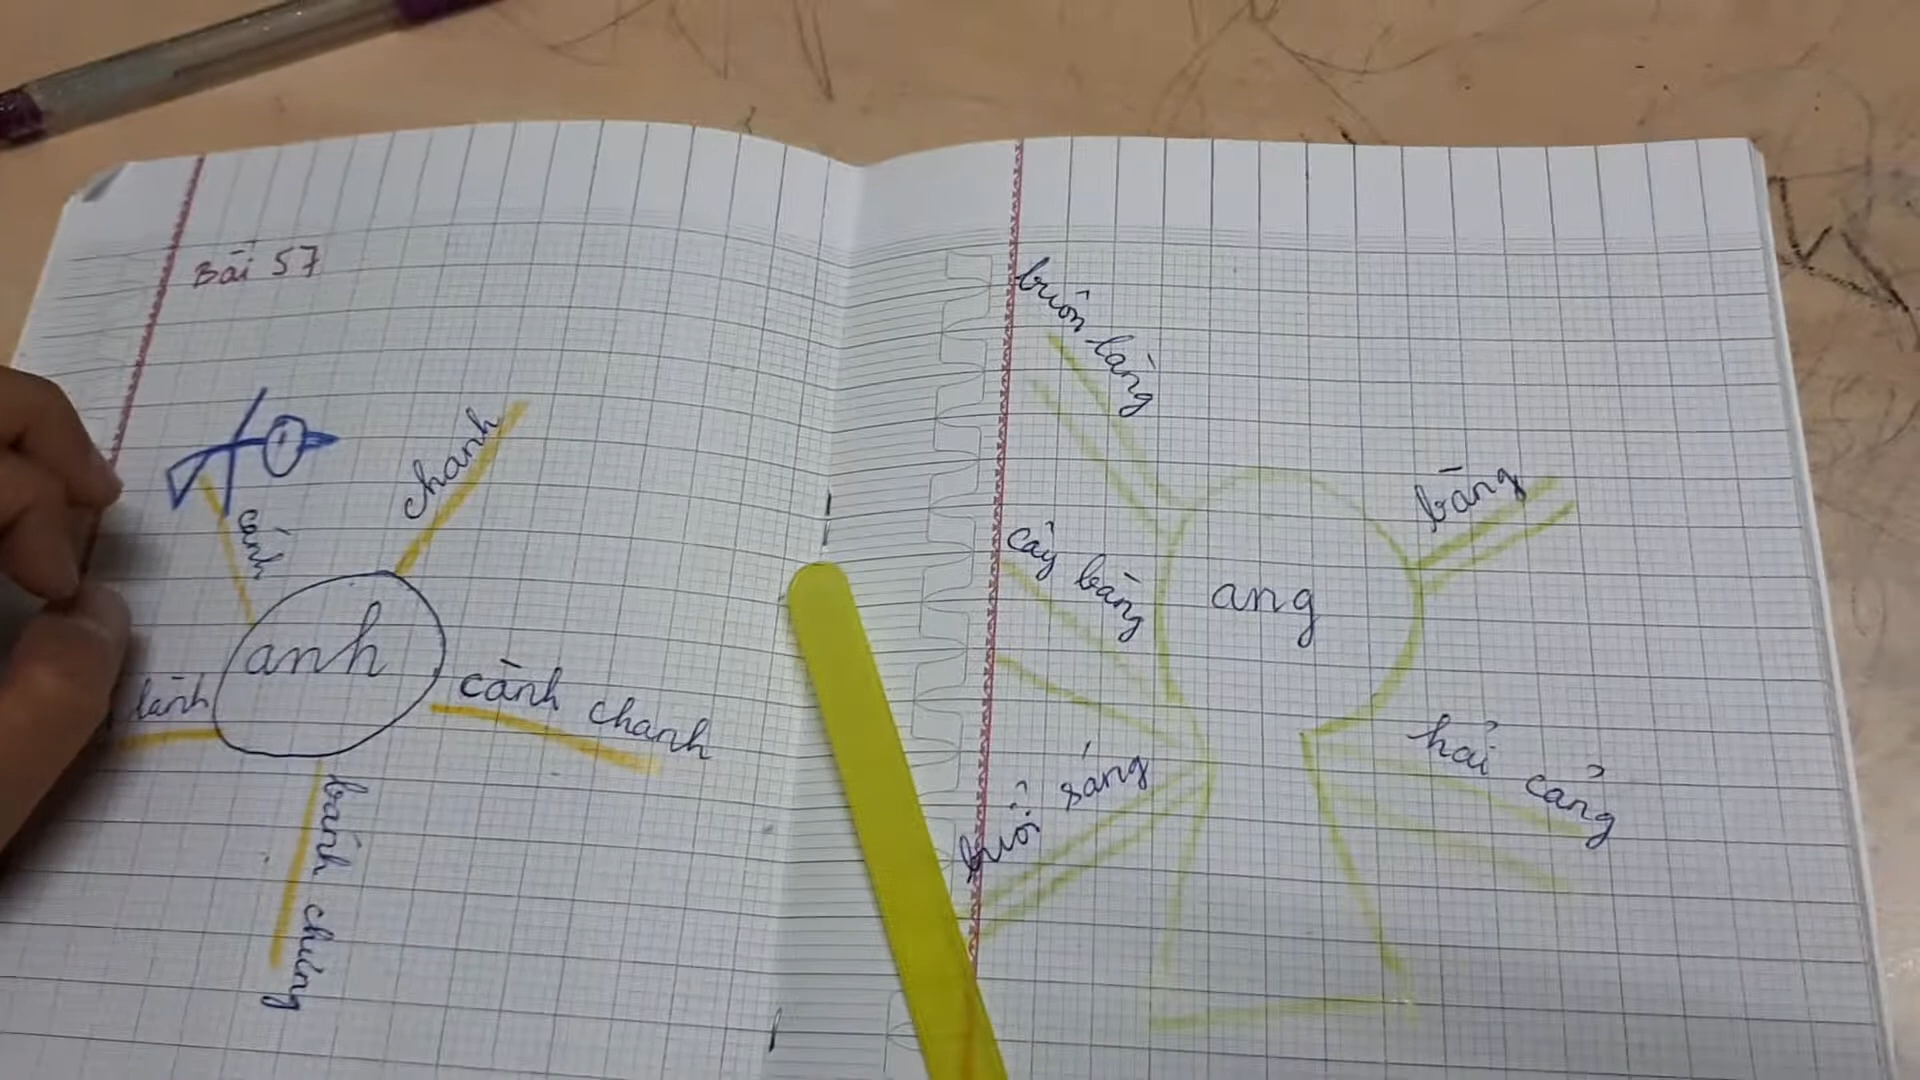 Bài 57
chanh
cánh
anh
lành
cành chanh
bánh chưng
buôn làng
bàng
cây bàng
ang
hải cảng
buổi sáng